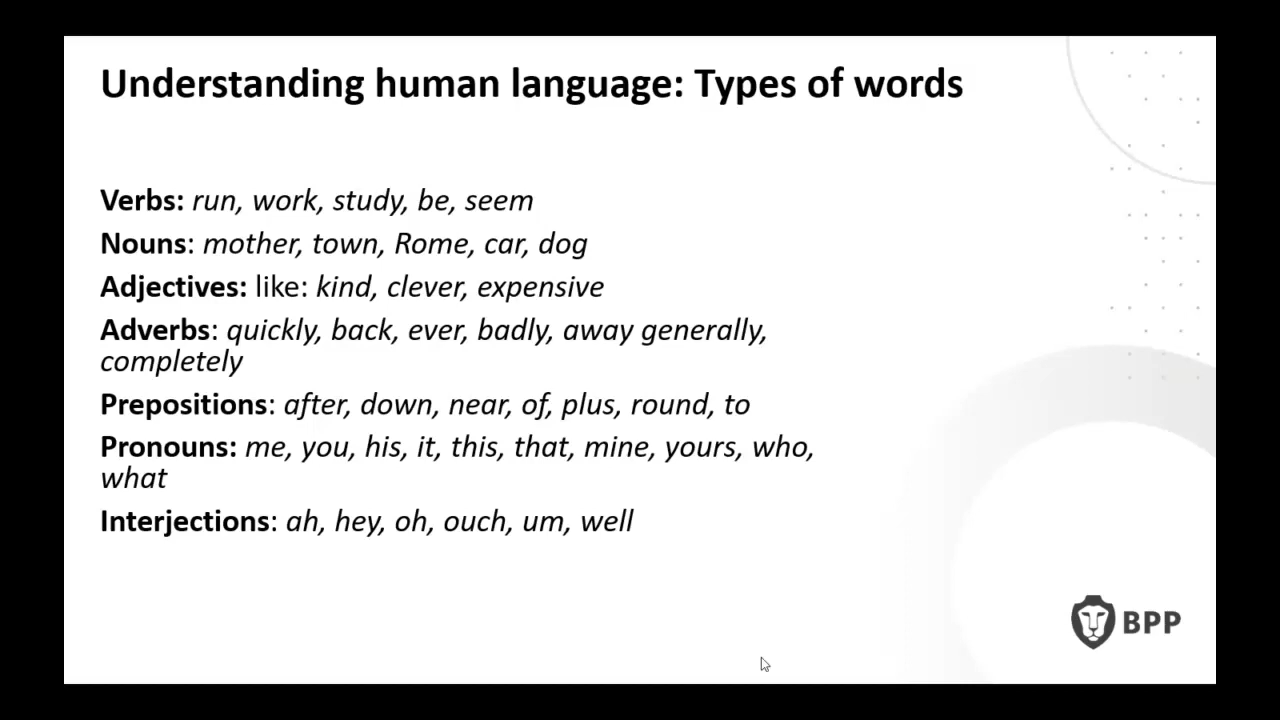 Understanding human language: Types of words
Verbs: run, work, study, be, seem
Nouns: mother, town, Rome, car, dog
Adjectives: like: kind, clever, expensive
Adverbs: quickly, back, ever, badly, away generally,
completely
Prepositions: after, down, near, of, plus, round, to
Pronouns: me, you, his, it, this, that, mine, yours, who,
what
Interjections: ah, hey, oh, ouch, um, well
BPP